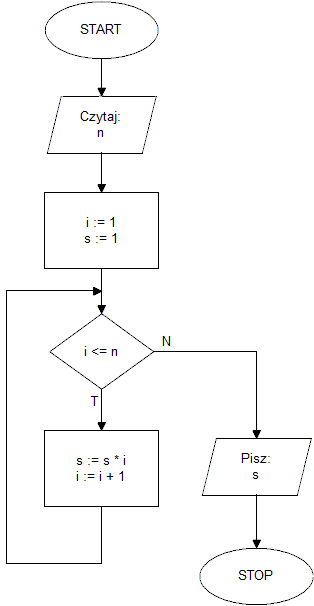 START
Czytaj:
n
i := 1
s := 1
i <= n
N
T
s := s * i
i := i + 1
Pisz:
s
STOP